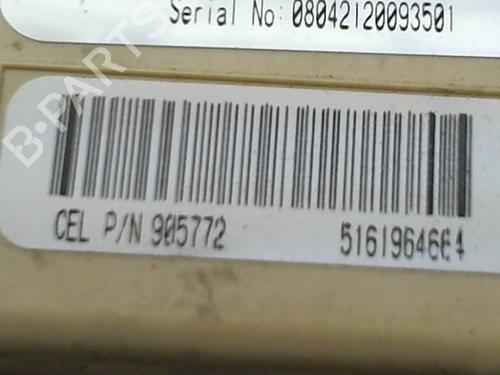 Serial No: 08042120093501
B-PARTS
CEL P/N 905772 5161964664